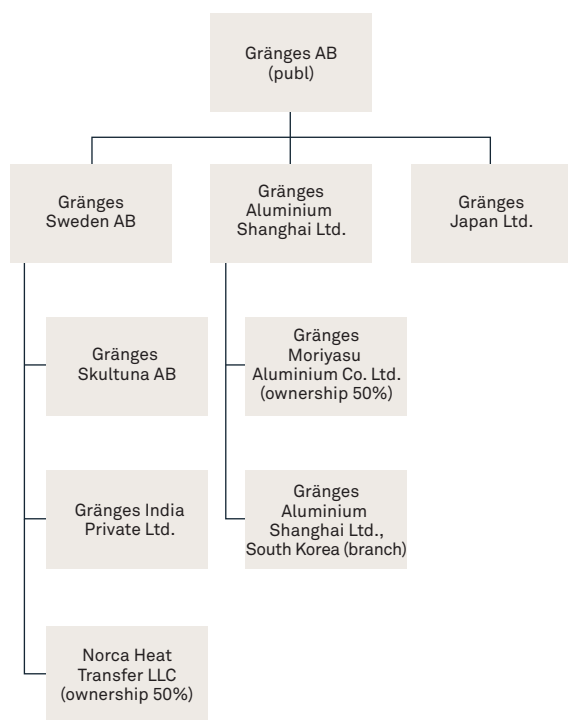 Gränges AB
(publ)
Gränges
Sweden AB
Gränges
Aluminium
Shanghai Ltd.
Gränges
Japan Ltd.
Gränges
Skultuna AB
Gränges
Moriyasu
Aluminium Co. Ltd.
(ownership 50%)
Gränges India
Private Ltd.
Gränges
Aluminium
Shanghai Ltd.,
South Korea (branch)
Norca Heat
Transfer LLC
(ownership 50%)